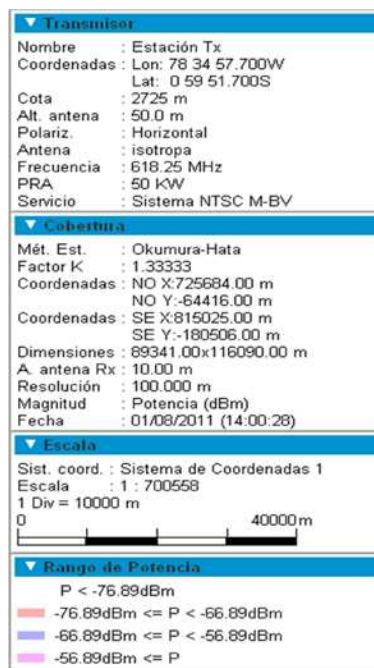 Transmisor
Nombre : Estación Tx
Coordenadas : Lon: 78 34 57.700W
Lat: 0 59 51.700S
Cota : 2725 m
Alt. antena : 50.0 m
Polariz. : Horizontal
Antena : isotropa
Frecuencia : 618.25 MHz
PRA : 50 KW
Servicio : Sistema NTSC M-BV
Cobertura
Mét. Est. : Okumura-Hata
Factor K : 1.33333
Coordenadas : NO X:725684.00 m
NO Y:-64416.00 m
Coordenadas : SE X:815025.00 m
SE Y:-180506.00 m
Dimensiones : 89341.00x116090.00 m
A. antena Rx : 10.00 m
Resolución : 100.000 m
Magnitud : Potencia (dBm)
Fecha : 01/08/2011 (14:00:28)
Escala
Sist. coord. : Sistema de Coordenadas 1
Escala : 1 : 700558
1 Div = 10000 m
0 40000 m
Rango de Potencia
P < -76.89dBm
-76.89dBm <= P < -66.89dBm
-66.89dBm <= P < -56.89dBm
-56.89dBm <= P